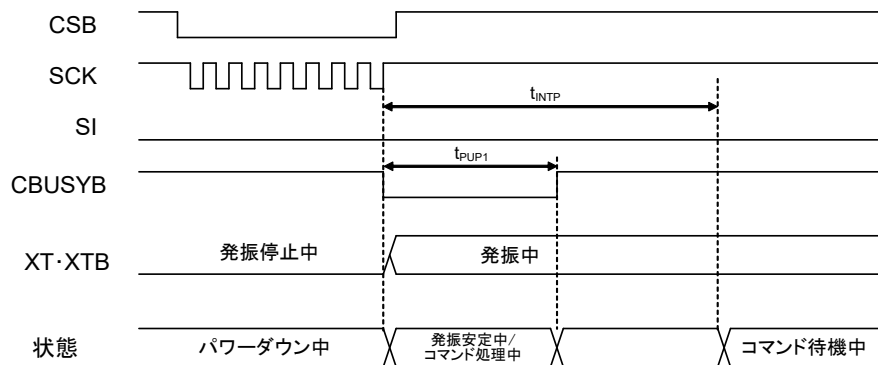 CSB
SCK
tINTP
SI
tPUP1
CBUSYB
XT･XTB
発振停止中
発振中
状態
パワーダウン中
発振安定中/
コマンド処理中
コマンド待機中